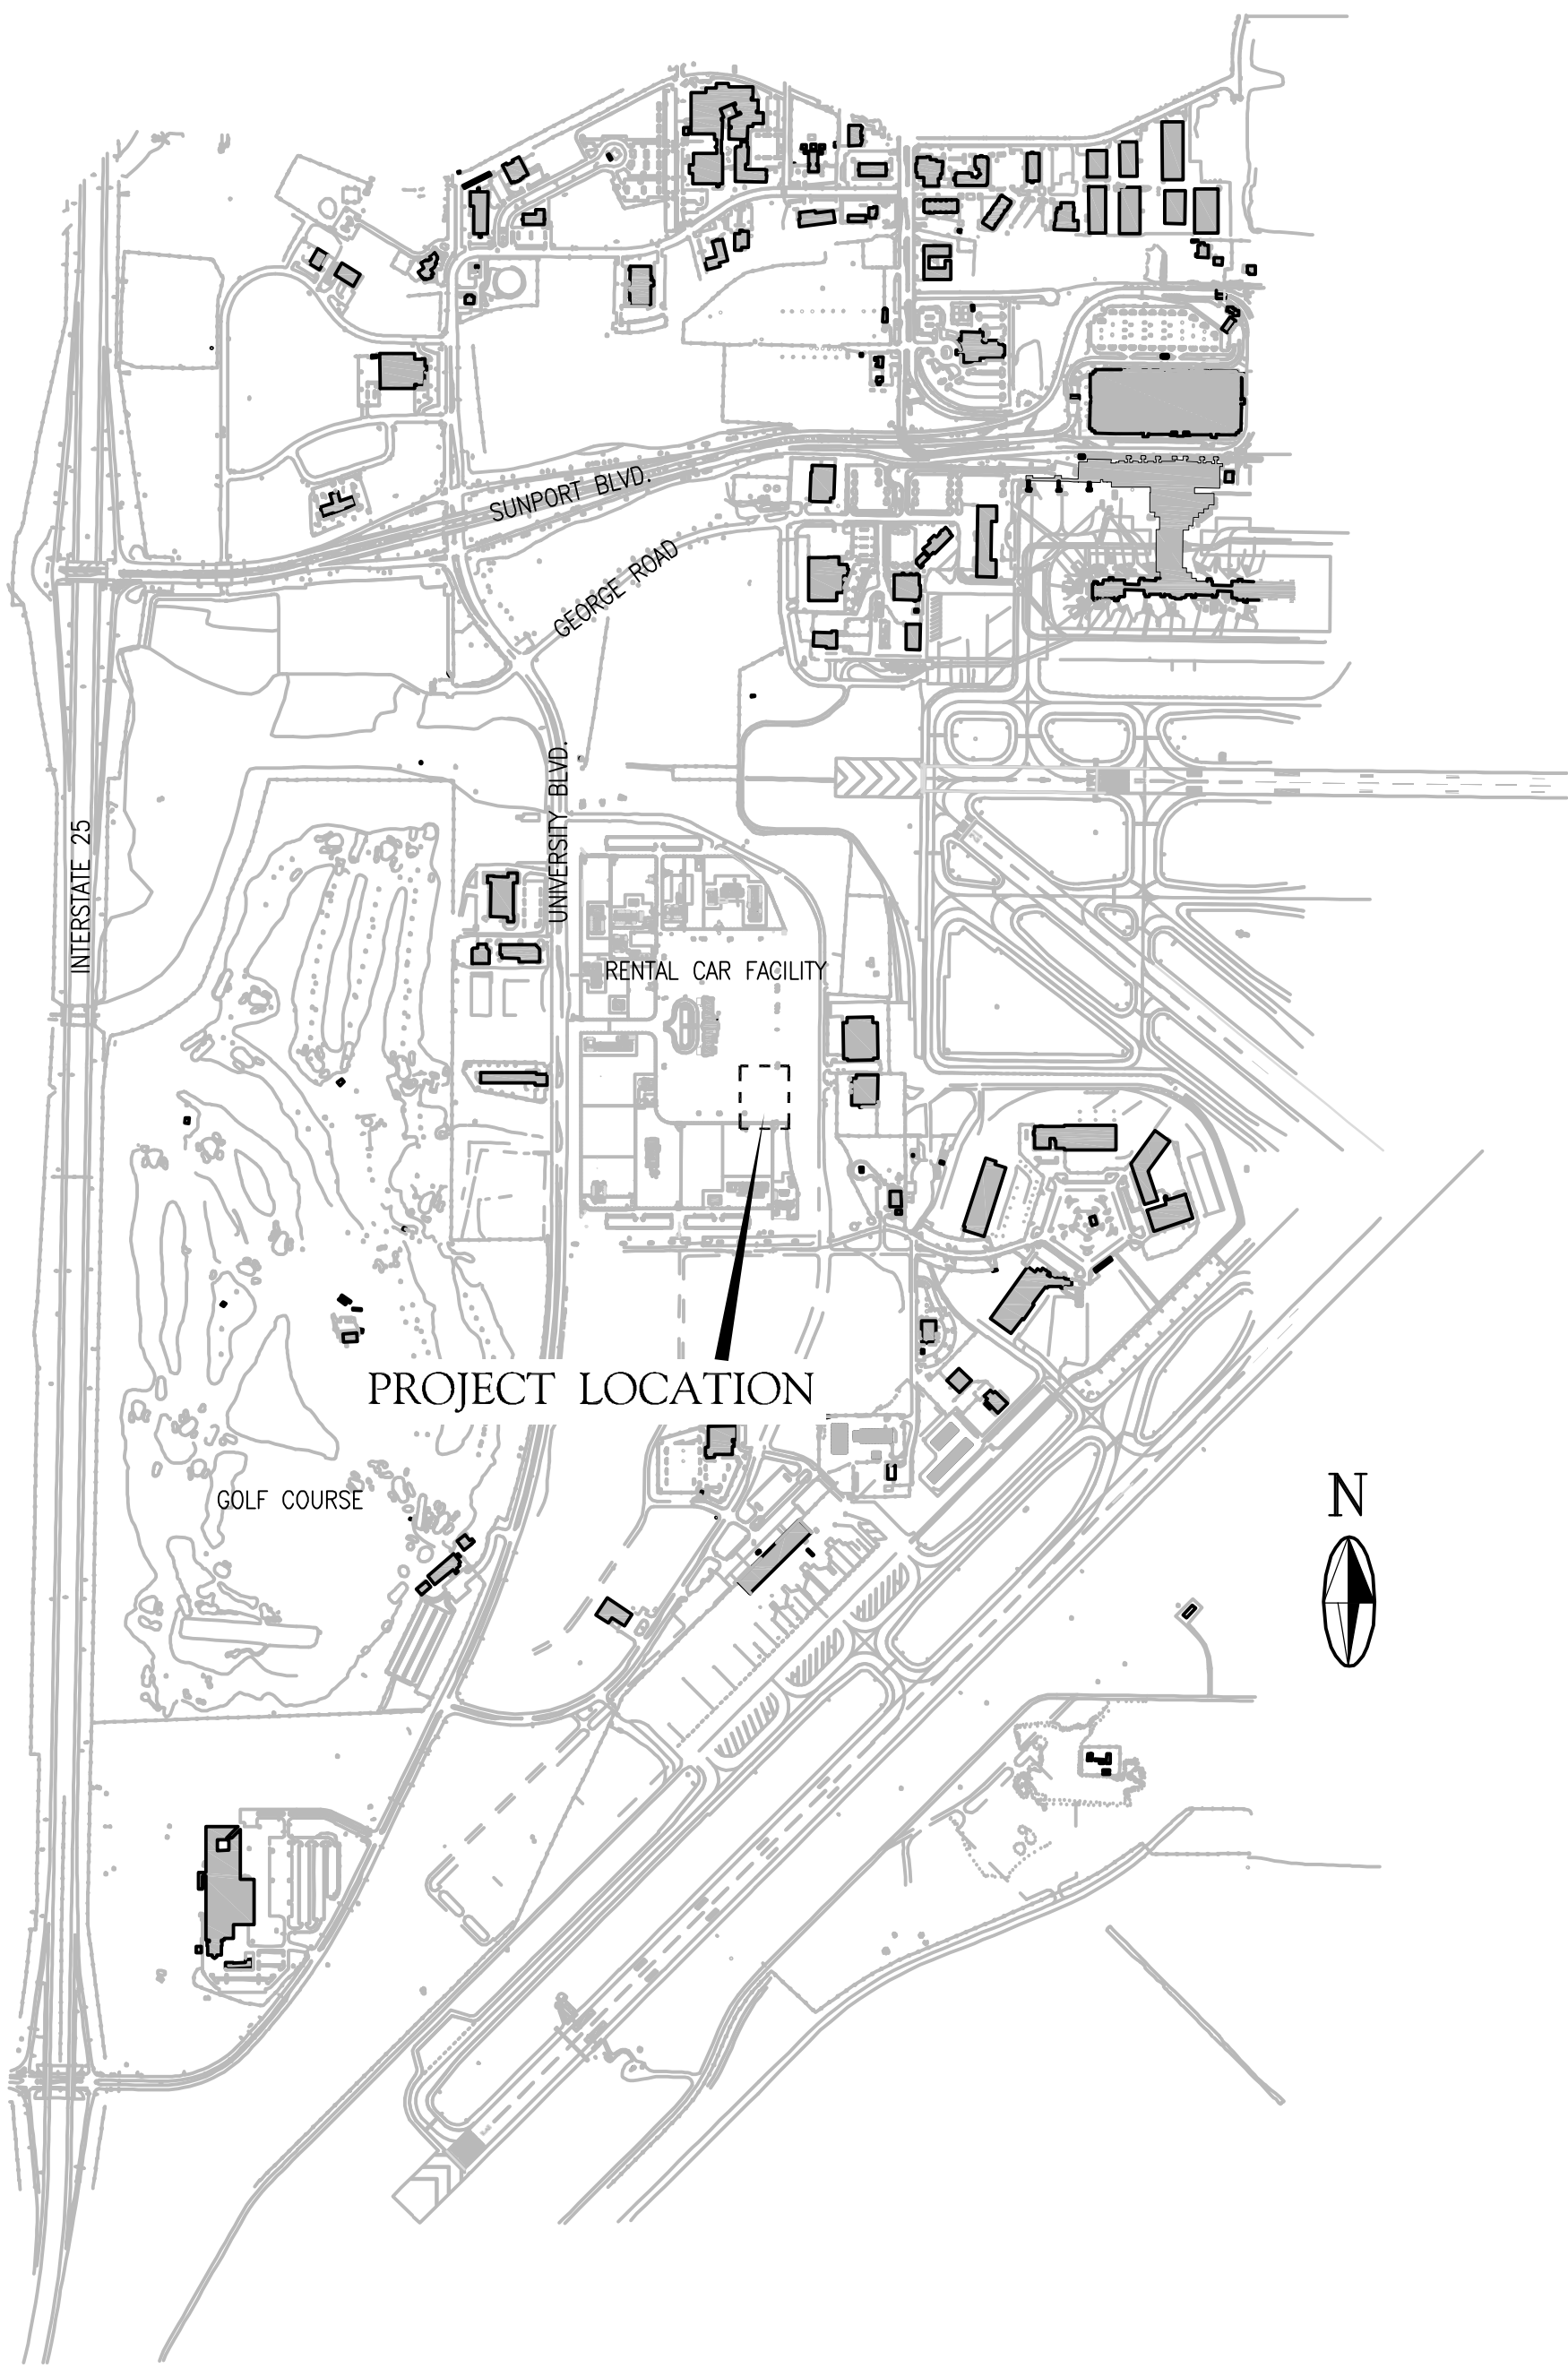 SUNPORT BLVD.
GEORGE ROAD
UNIVERSITY BLVD.
INTERSTATE 25
RENTAL CAR FACILITY
PROJECT LOCATION
GOLF COURSE
N